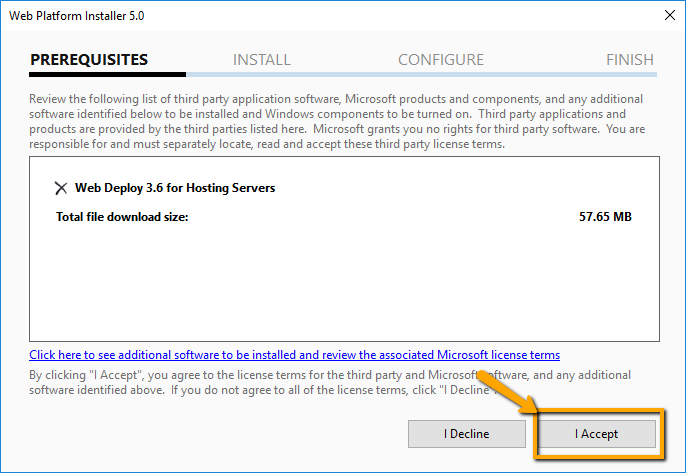 Web Platform Installer 5.0
PREREQUISITES INSTALL CONFIGURE FINISH
Review the following list of third party application software, Microsoft products and components, and any additional
software identified below to be installed and Windows components to be turned on. Third party applications and
products are provided by the third parties listed here. Microsoft grants you no rights for third party software. You are
responsible for and must separately locate, read and accept these third party license terms.
Web Deploy 3.6 for Hosting Servers
Total file download size: 57.65 MB
Click here to see additional software to be installed and review the associated Microsoft license terms
By clicking "I Accept", you agree to the license terms for the third party and Microsoft software, and any additional
software identified above. If you do not agree to all of the license terms, click "I Decline
I Decline I Accept